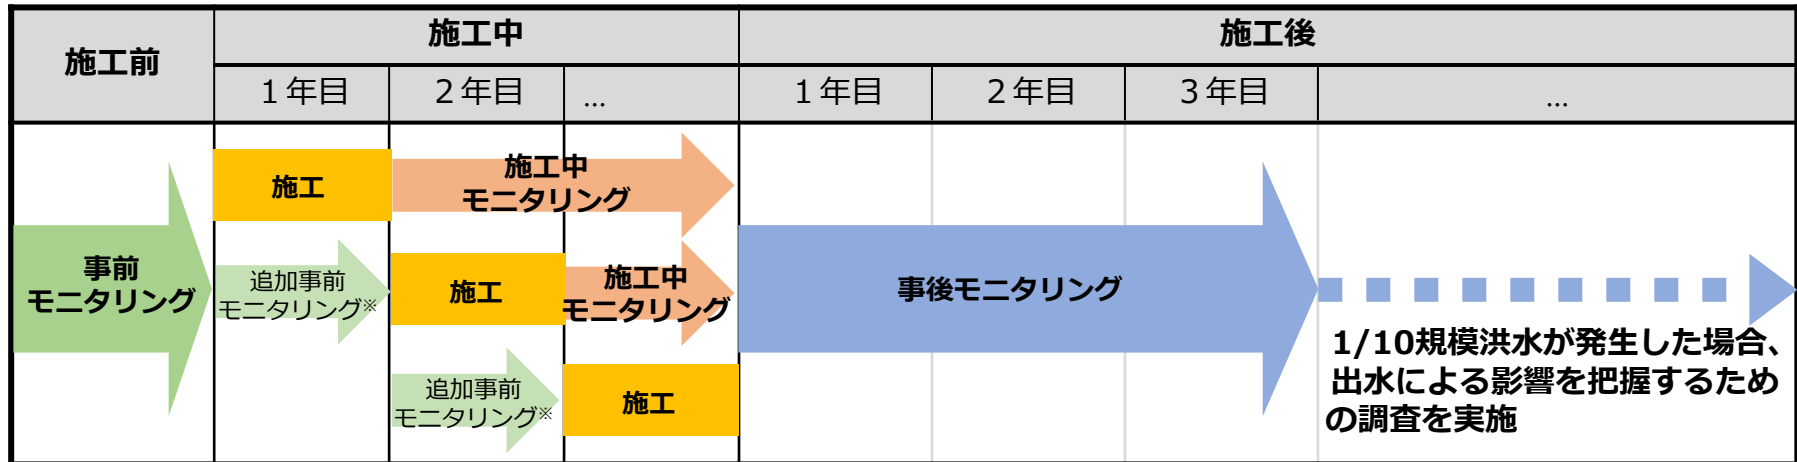 施工前
施工中
施工後
１年目
２年目
…
１年目
２年目
３年目
…
施工
施工中
モニタリング
事前
モニタリング
追加事前
モニタリング※
施工
施工中
モニタリング
事後モニタリング
追加事前
モニタリング※
施工
1/10規模洪水が発生した場合、
出水による影響を把握するため
の調査を実施